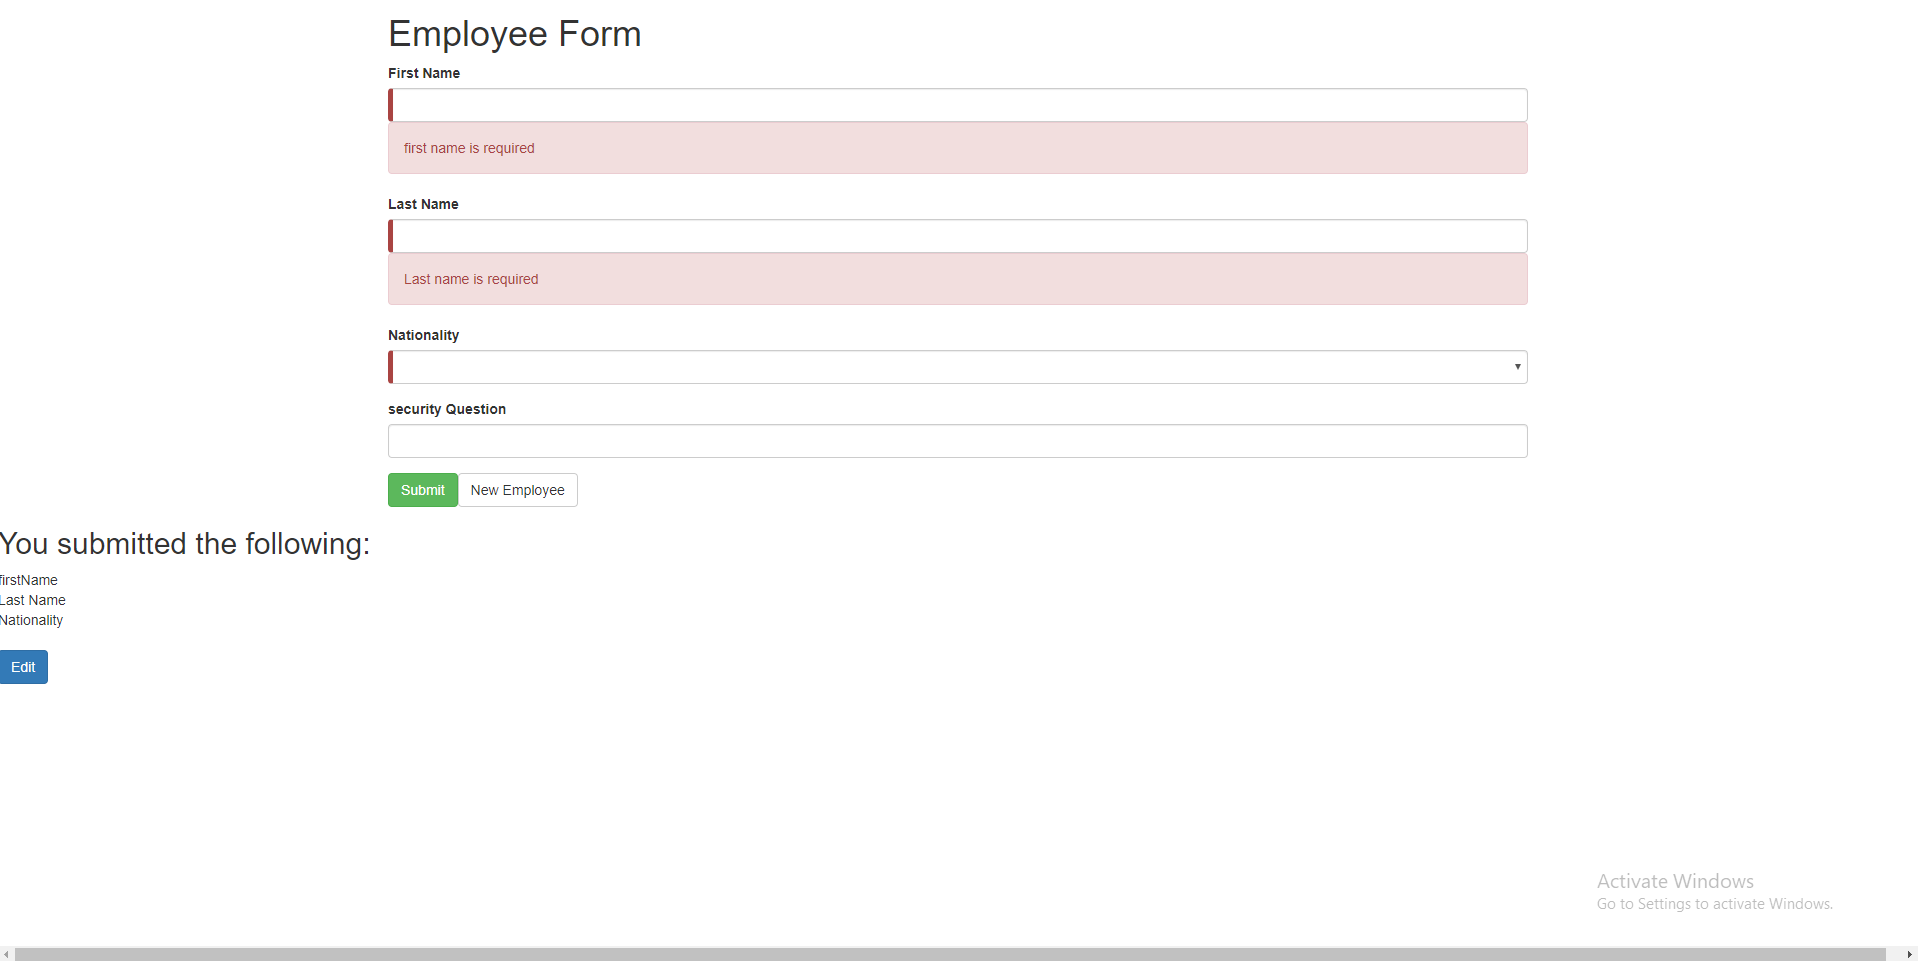 Employee Form
First Name
first name is required
Last Name
Last name is required
Nationality
security Question
Submit New Employee
You submitted the following:
firstName
Last Name
Nationality
Edit
Activate Windows
Go to Settings to activate Windows.